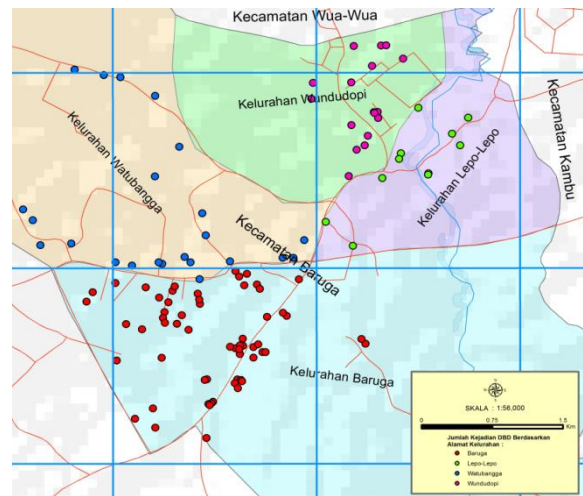 Kecamatan Wua-Wua
Kecamatan Kambu
Kelurahan Wundudopi
Kelurahan Watubangga
Kelurahan Lepo-Lepo
Kecamatan Baruga
Kelurahan Baruga
SKALA : 1:56,000
0 0.75 1.5
Km
Jumlah Kejadian DBD Berdasarkan
Alamat Kelurahan :
Baruga
Lepo-Lepo
Watubangga
Wundudopi